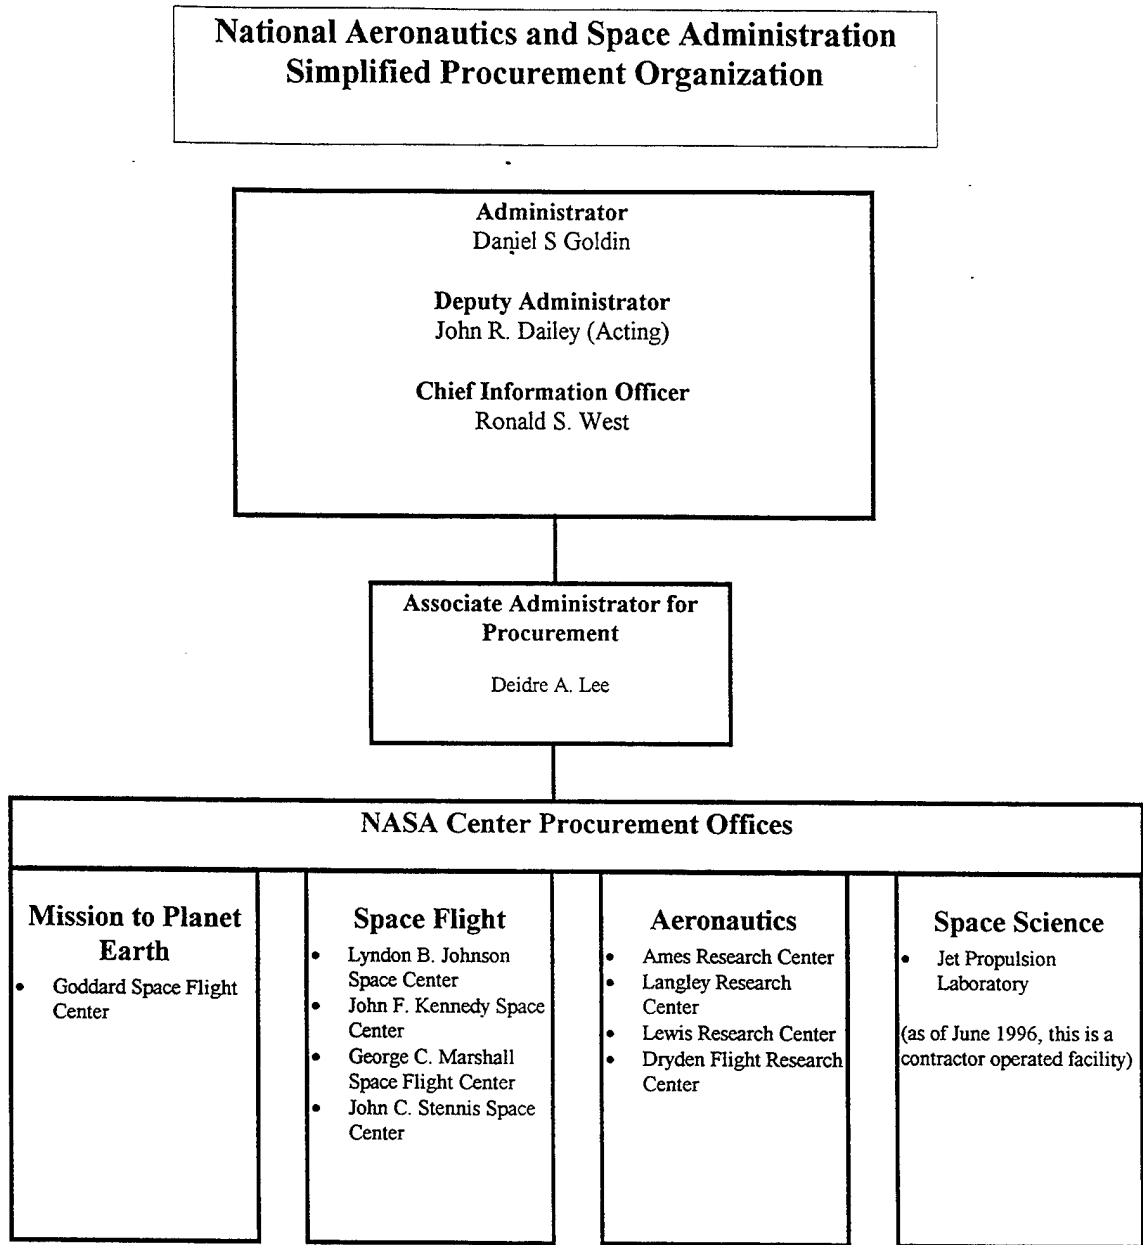 National Aeronautics and Space Administration
Simplified Procurement Organization
Administrator
Daniel S Goldin
Deputy Administrator
John R. Dailey (Acting)
Chief Information Officer
Ronald S. West
Associate Administrator for
Procurement
Deidre A. Lee
NASA Center Procurement Offices
Mission to Planet
Earth
• Goddard Space Flight
Center
Space Flight
• Lyndon B. Johnson
Space Center
• John F. Kennedy Space
Center
• George C. Marshall
Space Flight Center
• John C. Stennis Space
Center
Aeronautics
• Ames Research Center
• Langley Research
Center
• Lewis Research Center
• Dryden Flight Research
Center
Space Science
• Jet Propulsion
Laboratory
(as of June 1996, this is a
contractor operated facility)